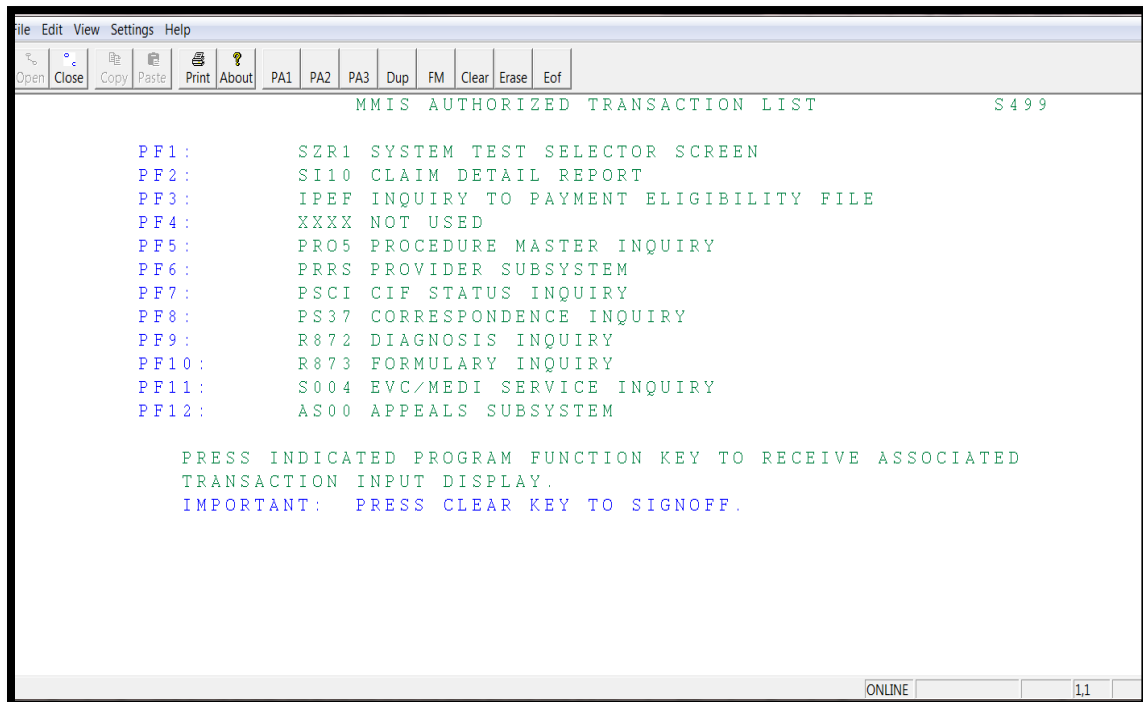 File Edit View Settings Help
Open Close Copy Paste Print About PA1 PA2 PA3 Dup FM Clear Erase Eof
MMIS AUTHORIZED TRANSACTION LIST S499
PF1: SZR1 SYSTEM TEST SELECTOR SCREEN
PF2: SI10 CLAIM DETAIL REPORT
PF3: IPEF INQUIRY TO PAYMENT ELIGIBILITY FILE
PF4: XXXX NOT USED
PF5: PRO5 PROCEDURE MASTER INQUIRY
PF6: PRRS PROVIDER SUBSYSTEM
PF7: PSCI CIF STATUS INQUIRY
PF8: PS37 CORRESPONDENCE INQUIRY
PF9: R872 DIAGNOSIS INQUIRY
PF10: R873 FORMULARY INQUIRY
PF11: S004 EVC/MEDI SERVICE INQUIRY
PF12: AS00 APPEALS SUBSYSTEM
PRESS INDICATED PROGRAM FUNCTION KEY TO RECEIVE ASSOCIATED
TRANSACTION INPUT DISPLAY.
IMPORTANT: PRESS CLEAR KEY TO SIGNOFF.
ONLINE 1,1